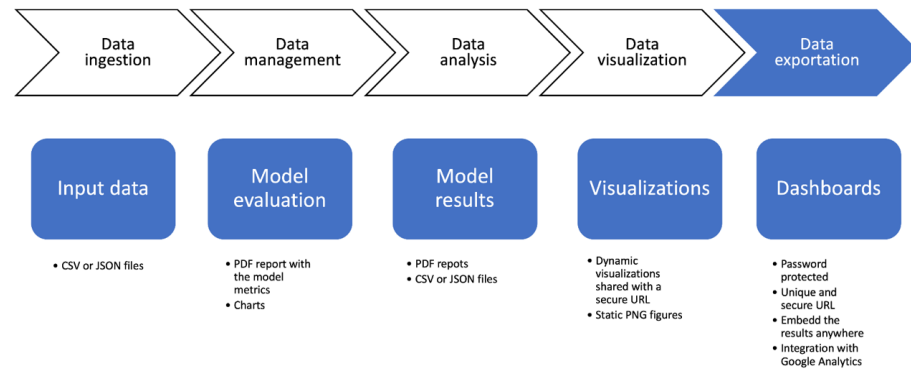 Data
ingestion
Data
management
Data
analysis
Data
visualization
Data
exportation
Input data
Model
evaluation
Model
results
Visualizations
Dashboards
• CSV or JSON files
• PDF report with
the model
metrics
• Charts
• PDF repots
• CSV or JSON files
• Dynamic
visualizations
shared with a
secure URL
• Static PNG figures
• Password
protected
• Unique and
secure URL
• Embedd the
results anywhere
• Integration with
Google Analytics